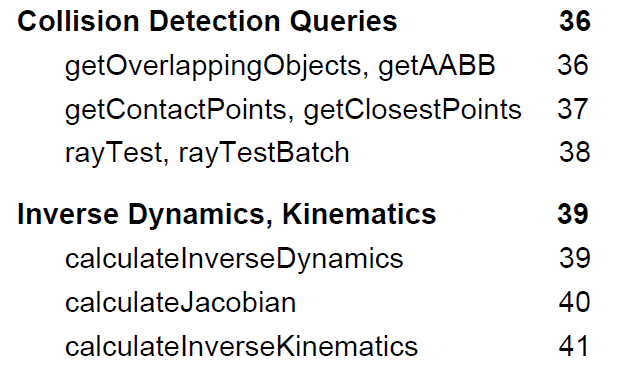 Collision Detection Queries 36
getOverlappingObjects, getAABB 36
getContactPoints, getClosestPoints 37
rayTest, rayTestBatch 38
Inverse Dynamics, Kinematics 39
calculateInverseDynamics 39
calculateJacobian 40
calculateInverseKinematics 41